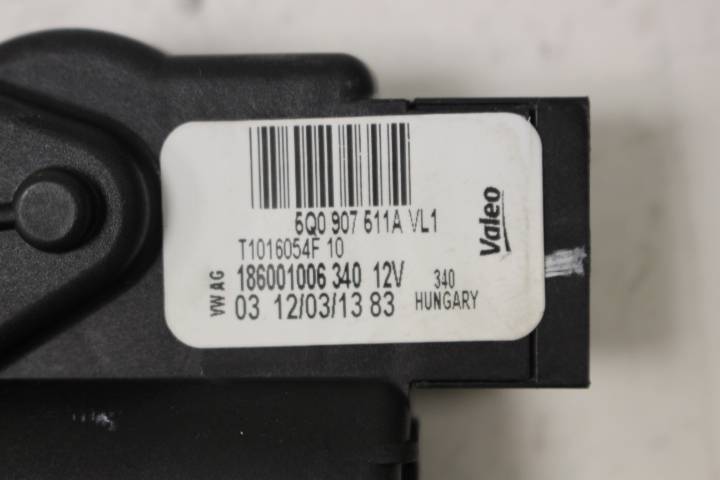 5Q0 907 511A VL1
T1016054F 10
VW AG
186001006 340 12V
03 12/03/13 83
340
HUNGARY
Valeo